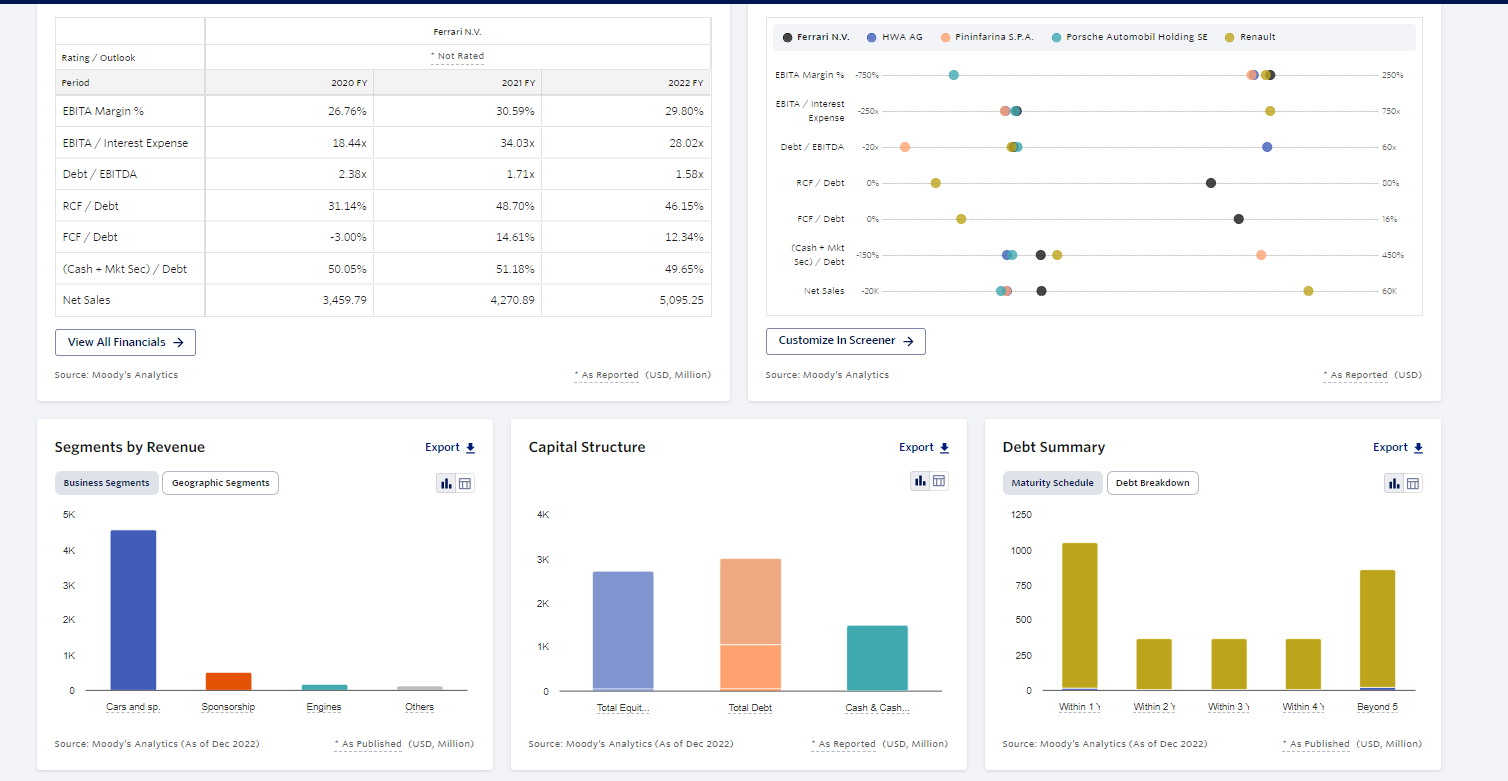 Ferrari N.V.
Rating / Outlook
* Not Rated
Period 2020 FY 2021 FY 2022 FY
EBITA Margin % 26.76% 30.59% 29.80%
EBITA / Interest Expense 18.44x 34.03x 28.02x
Debt / EBITDA 2.38x 1.71x 1.58x
RCF / Debt 31.14% 48.70% 46.15%
FCF / Debt -3.00% 14.61% 12.34%
(Cash + Mkt Sec) / Debt 50.05% 51.18% 49.65%
Net Sales 3,459.79 4,270.89 5,095.25
View All Financials
Source: Moody's Analytics
* As Reported (USD, Million)
Ferrari N.V. HWA AG Pininfarina S.P.A. Porsche Automobil Holding SE Renault
EBITA Margin % -750% 250%
EBITA / Interest
Expense -250x 750x
Debt / EBITDA -20x 60x
RCF / Debt 0% 80%
FCF / Debt 0% 16%
(Cash + Mkt
Sec) / Debt -150% 450%
Net Sales -20K 60K
Customize In Screener
Source: Moody's Analytics
* As Reported (USD)
Segments by Revenue
Export
Business Segments
Geographic Segments
5K
4K
3K
2K
1K
0
Cars and sp. Sponsorship Engines Others
Source: Moody's Analytics (As of Dec 2022)
* As Published (USD, Million)
Capital Structure
Export
4K
3K
2K
1K
0
Total Equit... Total Debt Cash & Cash...
Source: Moody's Analytics (As of Dec 2022)
* As Reported (USD, Million)
Debt Summary
Export
Maturity Schedule
Debt Breakdown
1250
1000
750
500
250
0
Within 1 Within 2 Within 3 Within 4 Beyond 5
Source: Moody's Analytics (As of Dec 2022)
* As Published (USD, Million)